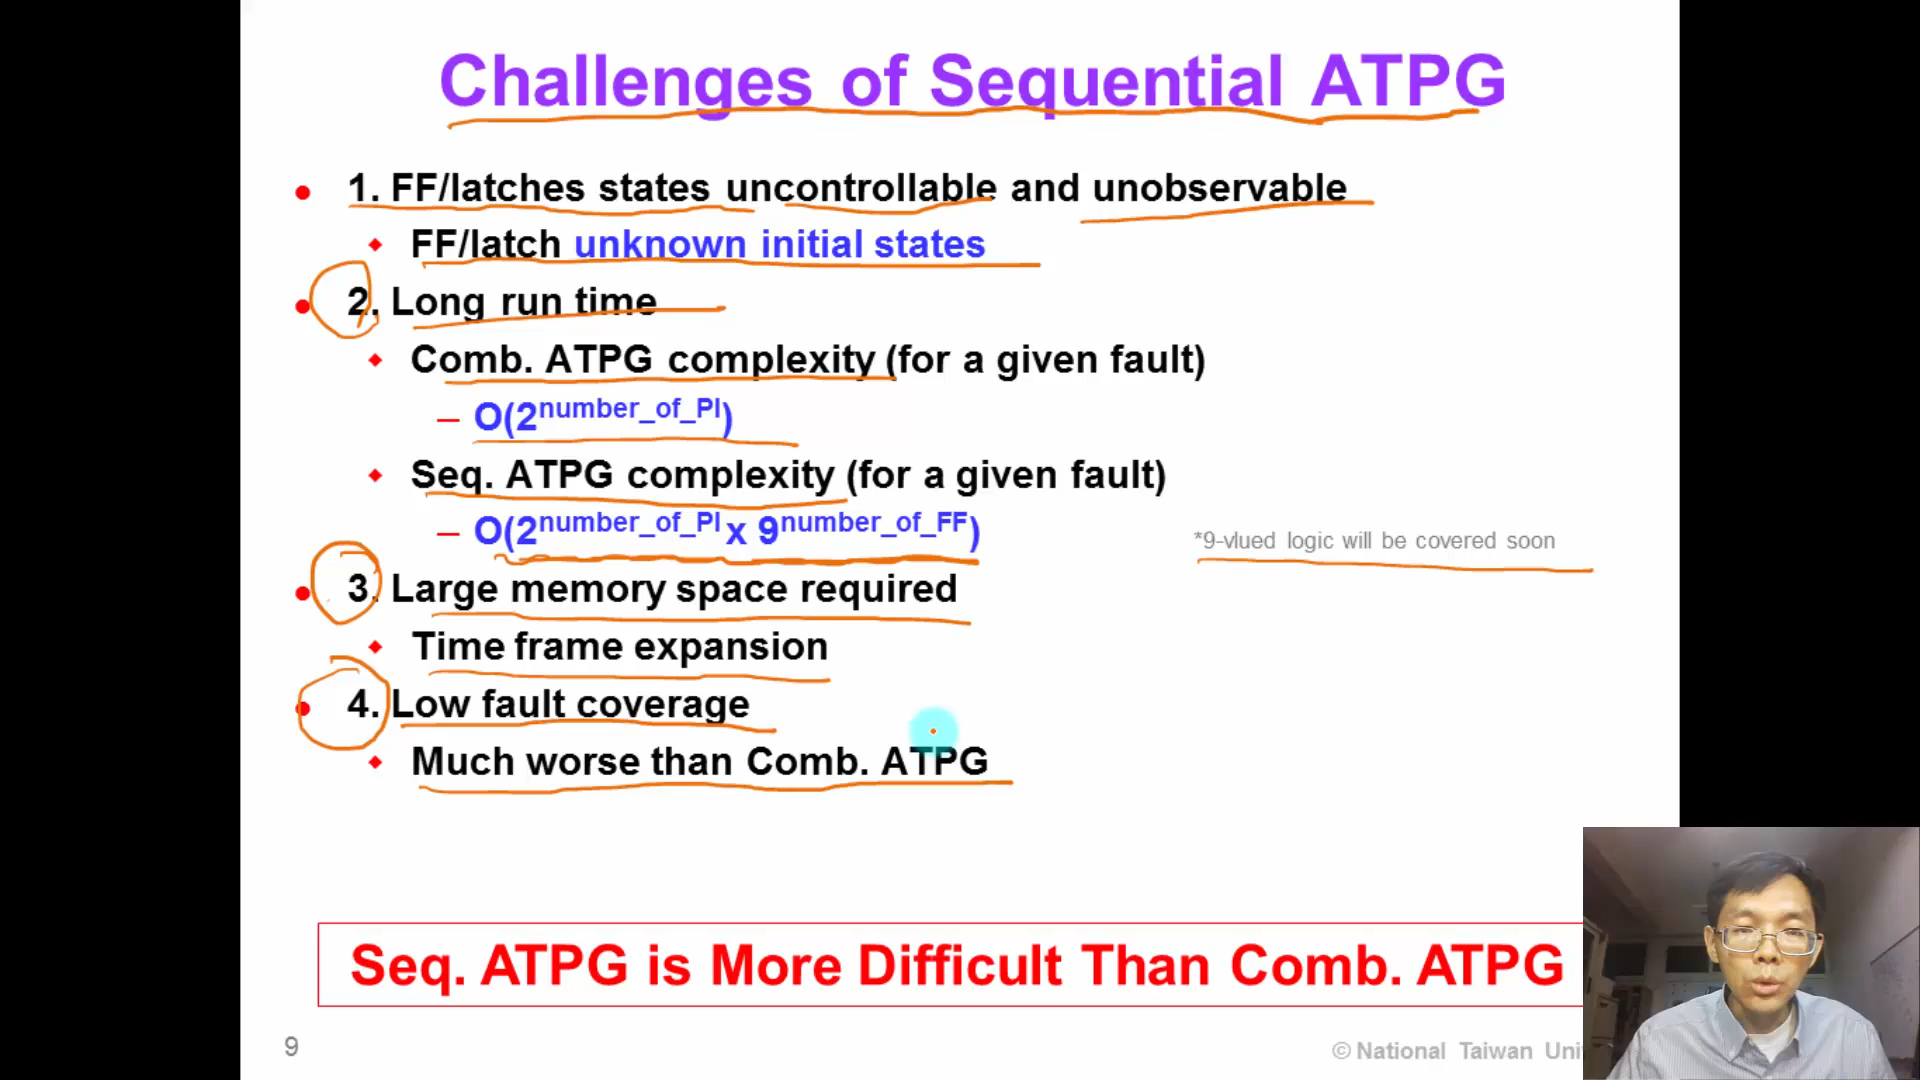 Challenges of Sequential ATPG
1. FF/latches states uncontrollable and unobservable
FF/latch unknown initial states
2. Long run time
Comb. ATPG complexity (for a given fault)
– O(2^number_of_PI)
Seq. ATPG complexity (for a given fault)
– O(2^number_of_PI x 9^number_of_FF)
*9-vlued logic will be covered soon
3. Large memory space required
Time frame expansion
4. Low fault coverage
Much worse than Comb. ATPG
Seq. ATPG is More Difficult Than Comb. ATPG
9
© National Taiwan Uni